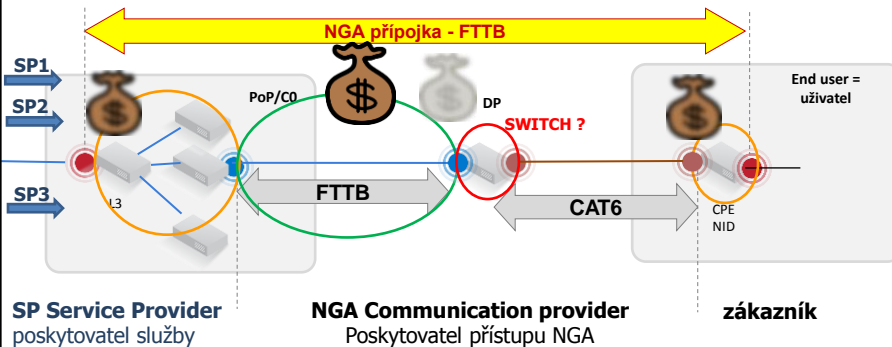 NGA přípojka - FTTB
SP1
SP2
SP3
PoP/C0
DP
End user =
uživatel
SWITCH ?
L3
FTTB
CAT6
CPE
NID
SP Service Provider
poskytovatel služby
NGA Communication provider
Poskytovatel přístupu NGA
zákazník